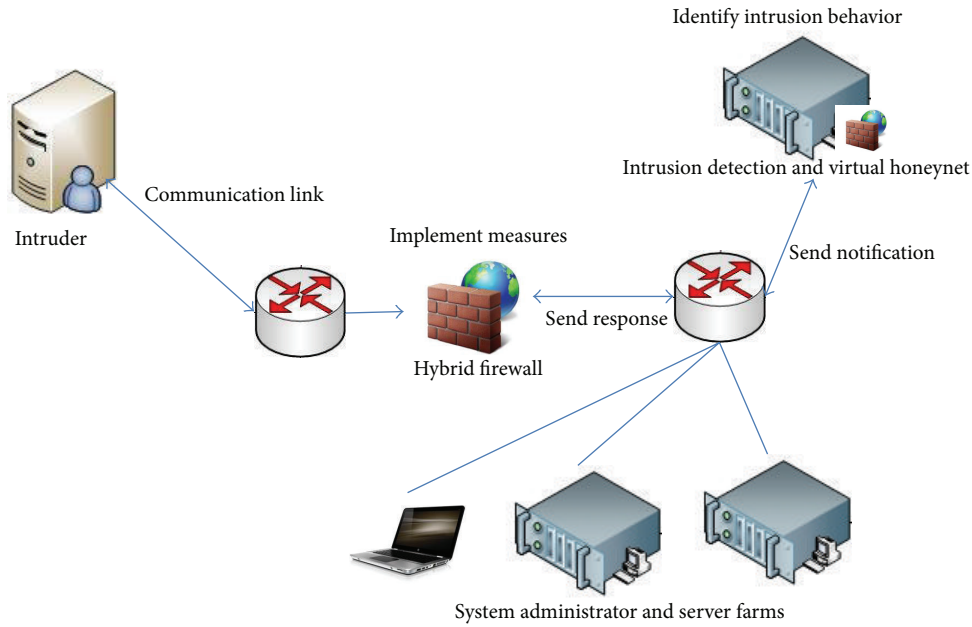 Identify intrusion behavior
Intrusion detection and virtual honeynet
Communication link
Intruder
Implement measures
Send notification
Send response
Hybrid firewall
System administrator and server farms